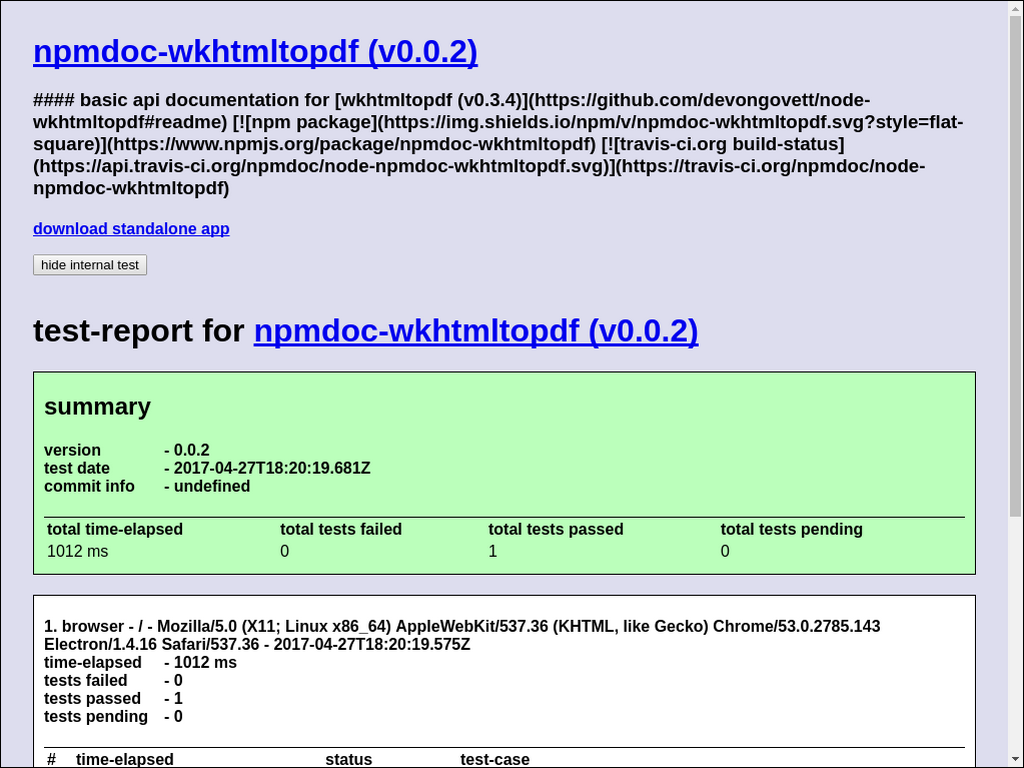 npmdoc-wkhtmltopdf (v0.0.2)
#### basic api documentation for [wkhtmltopdf (v0.3.4)](https://github.com/devongovett/node-
wkhtmltopdf#readme) [![npm package](https://img.shields.io/npm/v/npmdoc-wkhtmltopdf.svg?style=flat-
square)](https://www.npmjs.org/package/npmdoc-wkhtmltopdf) [![travis-ci.org build-status]
(https://api.travis-ci.org/npmdoc/node-npmdoc-wkhtmltopdf.svg)](https://travis-ci.org/npmdoc/node-
npmdoc-wkhtmltopdf)
download standalone app
hide internal test
test-report for npmdoc-wkhtmltopdf (v0.0.2)
summary
version - 0.0.2
test date - 2017-04-27T18:20:19.681Z
commit info - undefined
total time-elapsed total tests failed total tests passed total tests pending
1012 ms 0 1 0
1. browser - / - Mozilla/5.0 (X11; Linux x86_64) AppleWebKit/537.36 (KHTML, like Gecko) Chrome/53.0.2785.143
Electron/1.4.16 Safari/537.36 - 2017-04-27T18:20:19.575Z
time-elapsed - 1012 ms
tests failed - 0
tests passed - 1
tests pending - 0
# time-elapsed status test-case